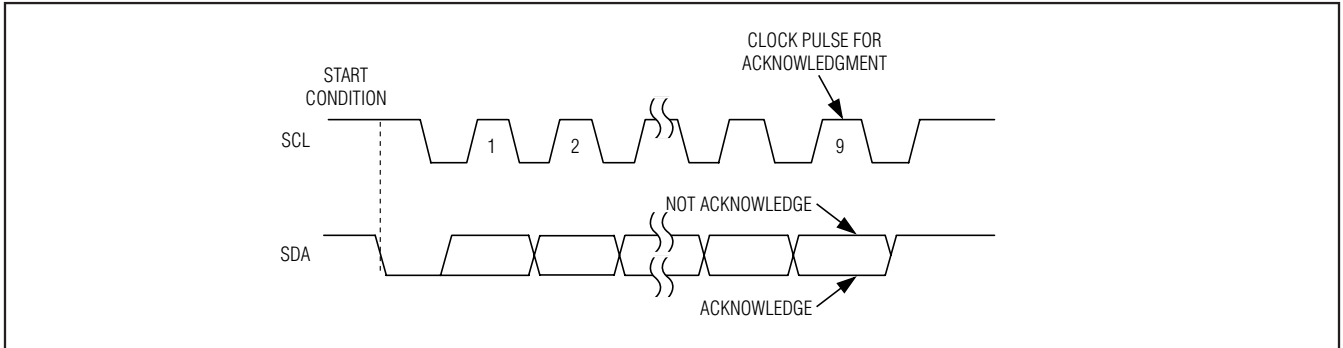 CLOCK PULSE FOR
ACKNOWLEDGMENT
START
CONDITION
SCL
1
2
9
NOT ACKNOWLEDGE
SDA
ACKNOWLEDGE